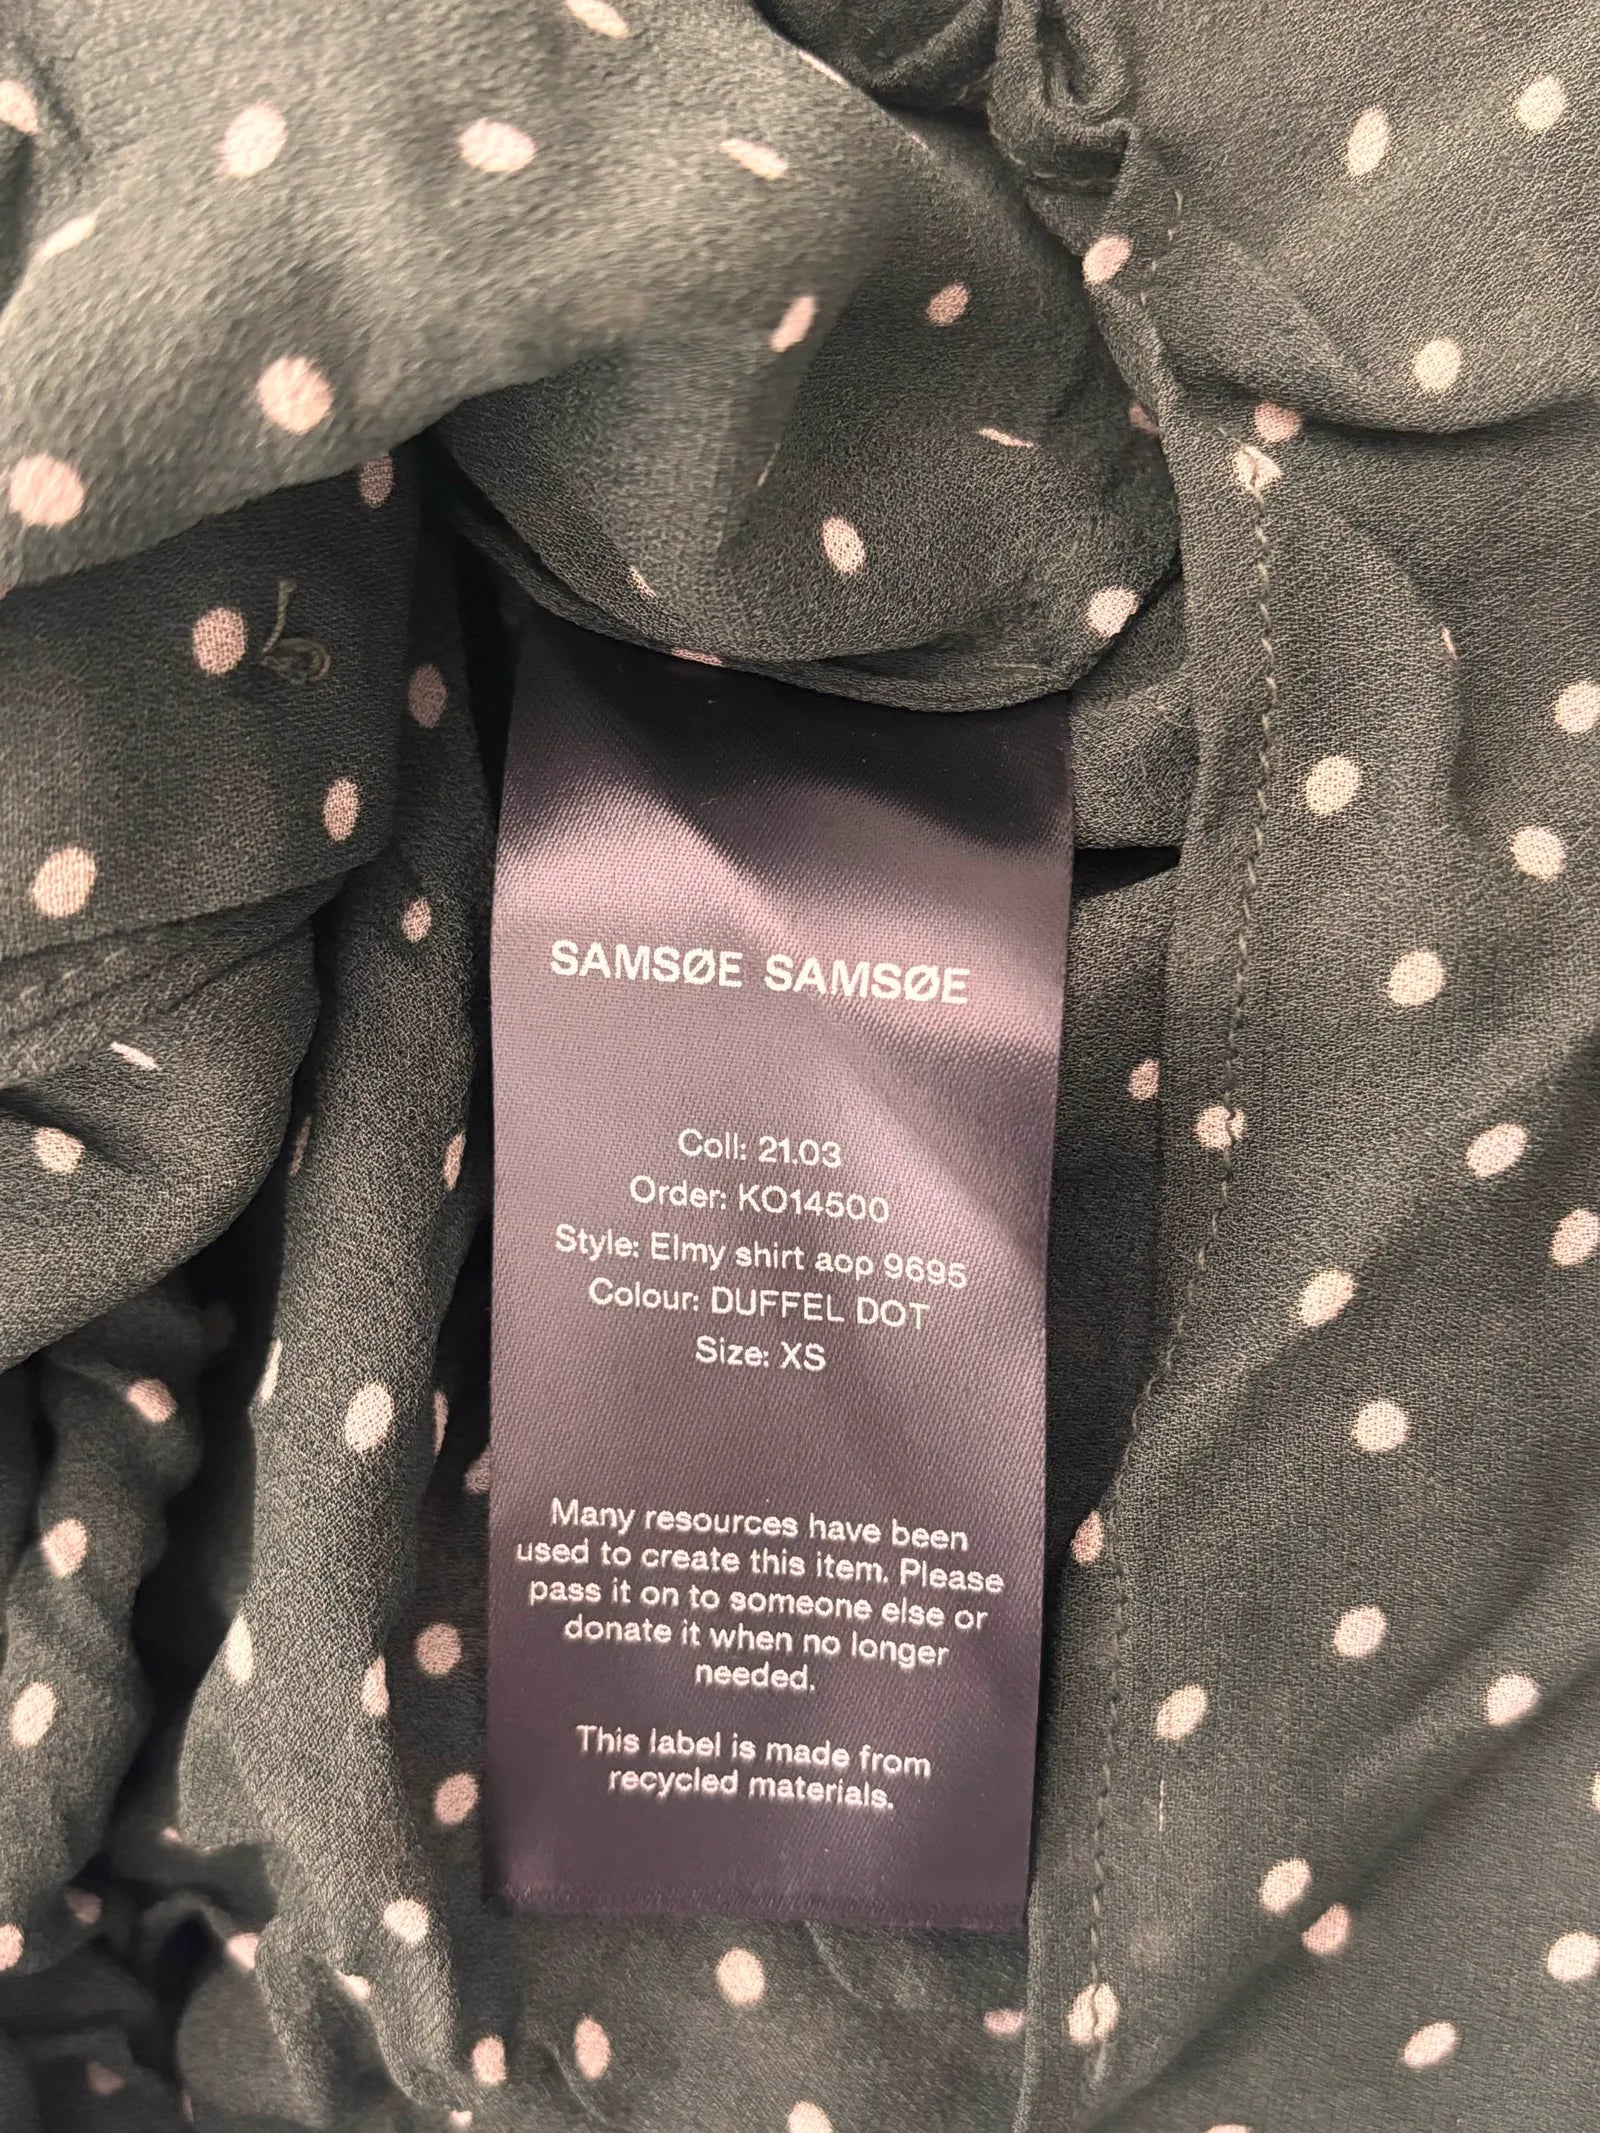 SAMSØE SAMSØE
Coll: 21.03
Order: KO14500
Style: Elmy shirt aop 9695
Colour: DUFFEL DOT
Size: XS
Many resources have been
used to create this item. Please
pass it on to someone else or
donate it when no longer
needed.
This label is made from
recycled materials.